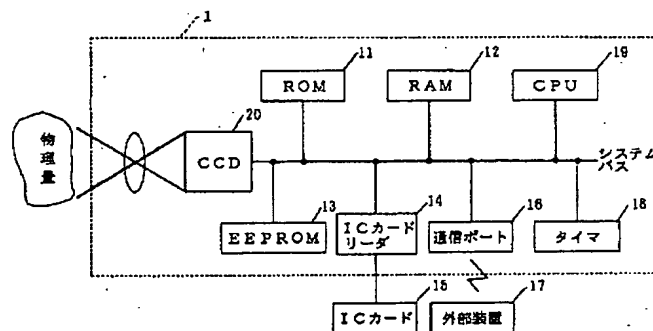 1
11
12
19
ROM
RAM
CPU
20
物理量
CCD
システム
バス
13
14
16
18
EEPROM
ICカード
リーダ
通信ポート
タイマ
15
17
ICカード
外部装置